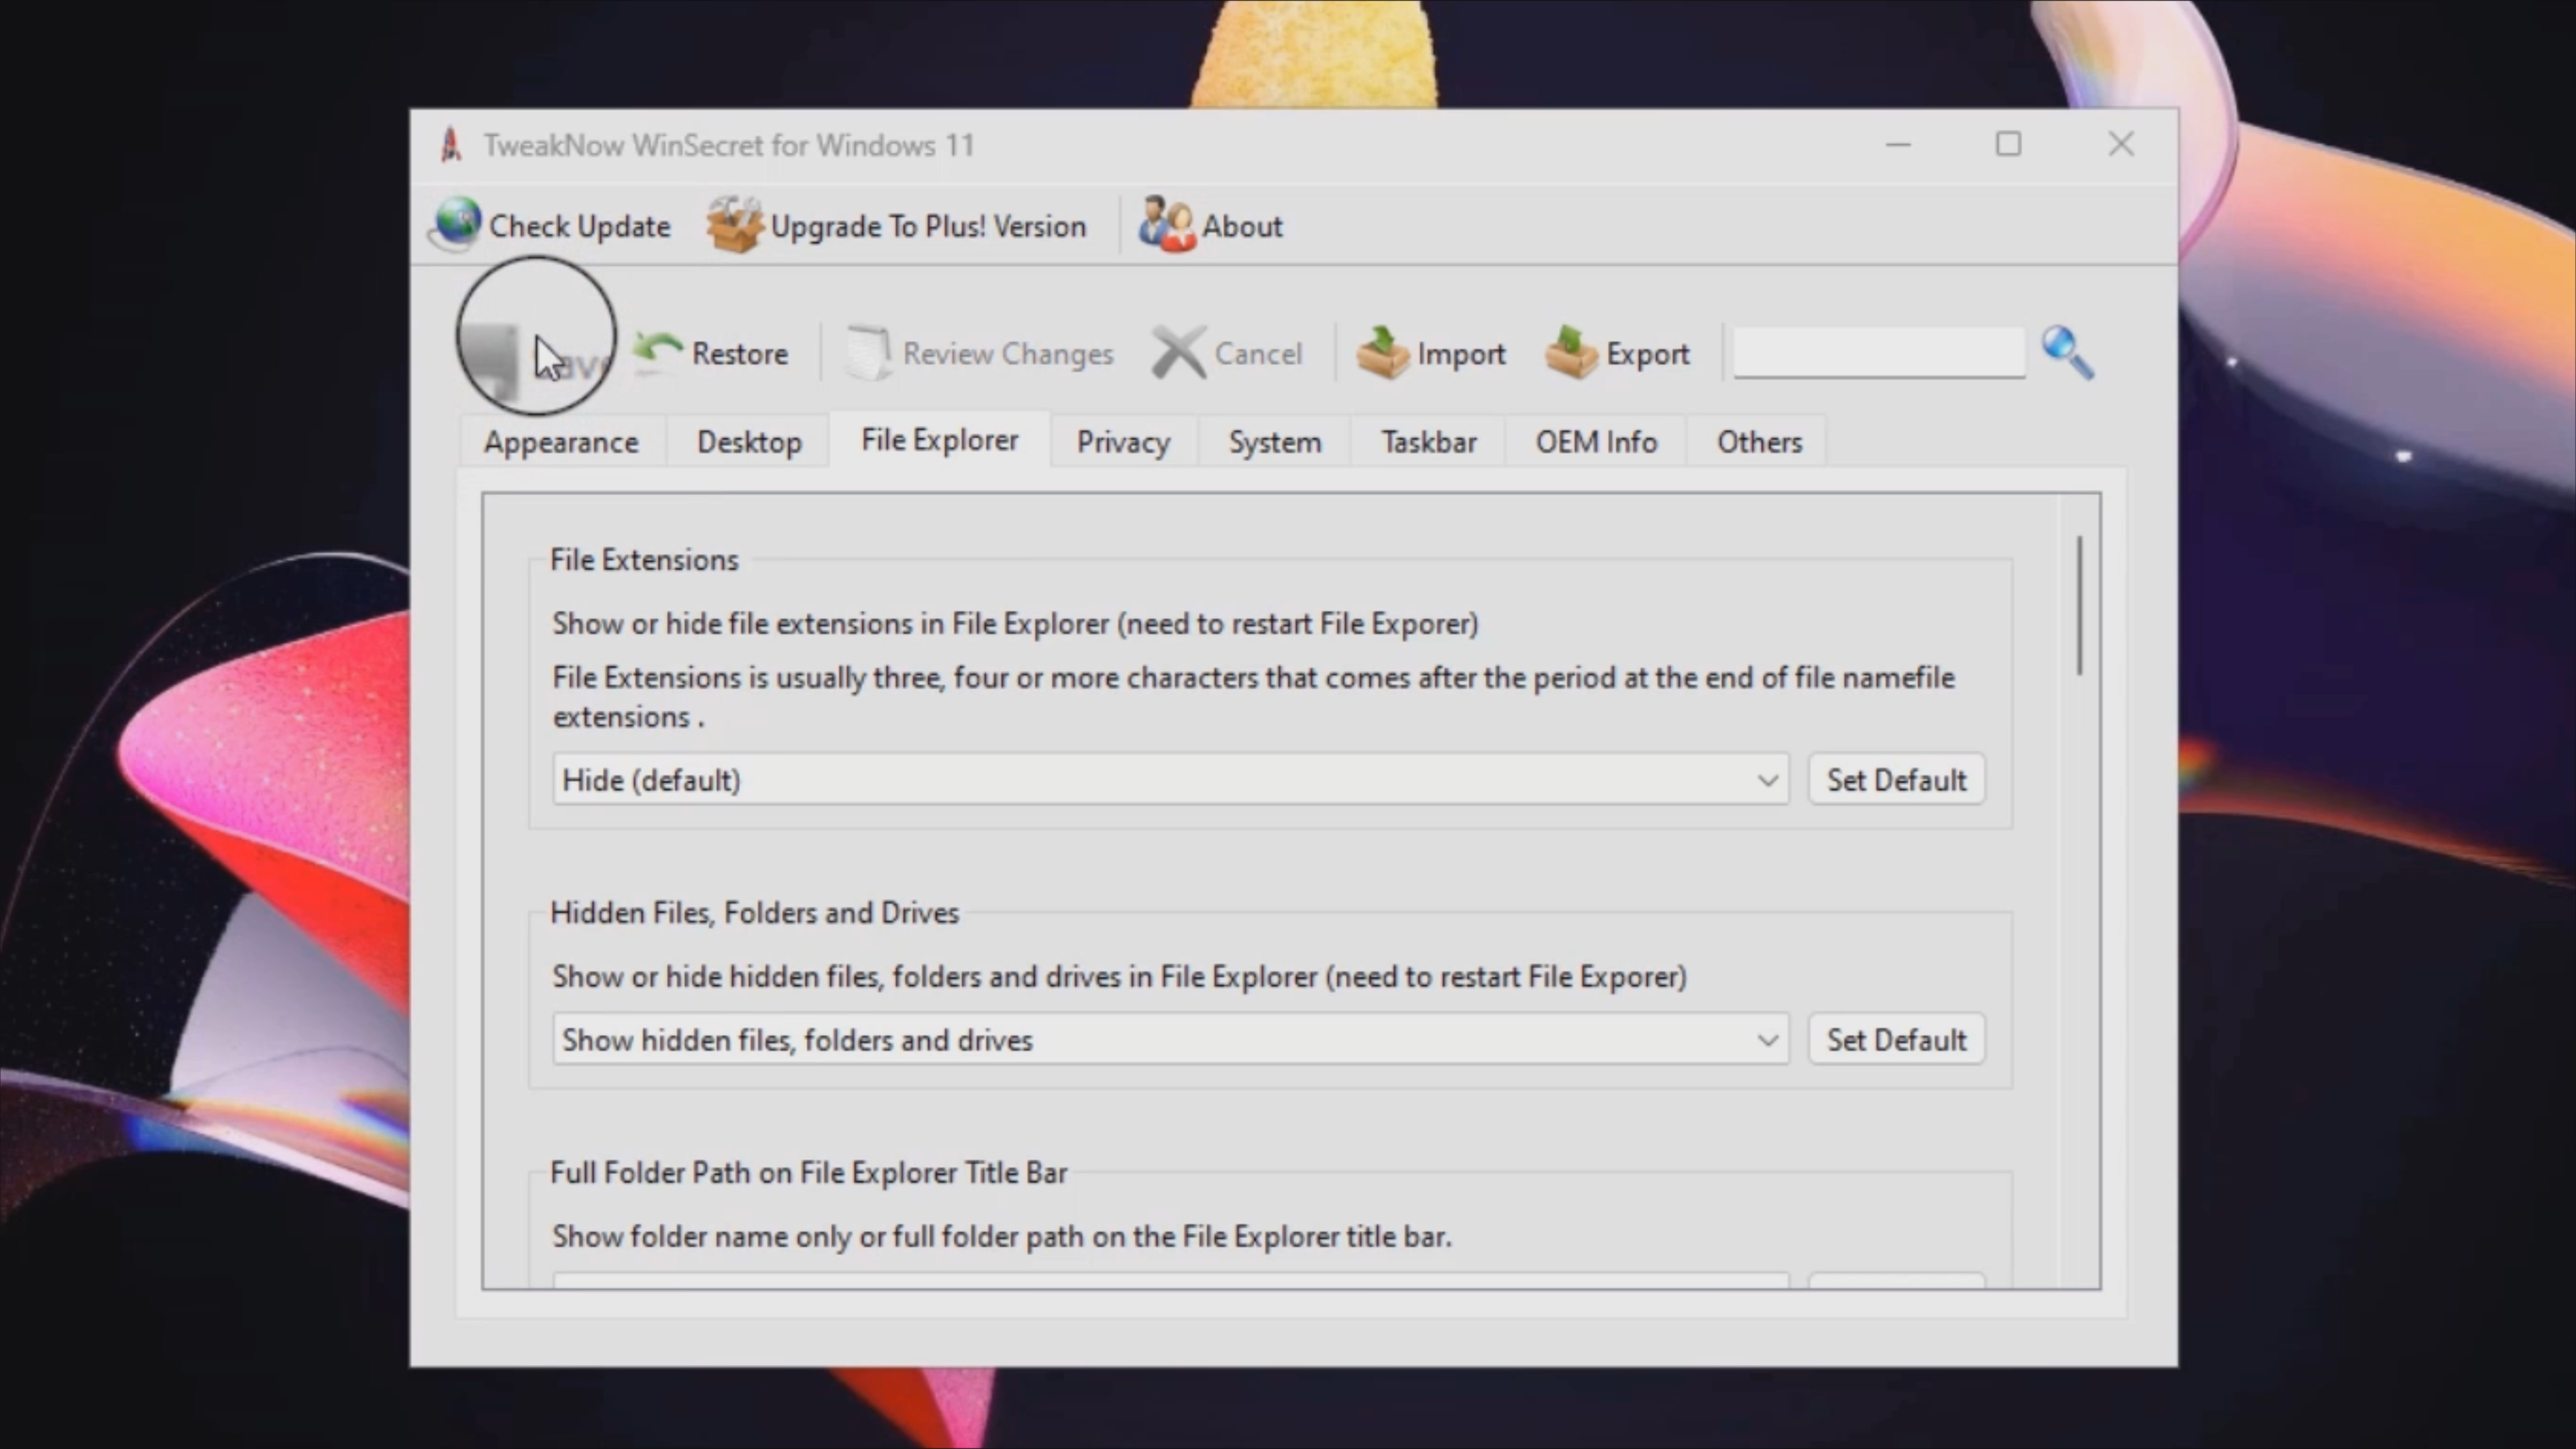 TweakNow WinSecret for Windows 11
Check Update Upgrade To Plus! Version About
Restore Review Changes Cancel Import Export
Appearance Desktop File Explorer Privacy System Taskbar OEM Info Others
File Extensions
Show or hide file extensions in File Explorer (need to restart File Exporer)
File Extensions is usually three, four or more characters that comes after the period at the end of file namefile
extensions .
Hide (default) Set Default
Hidden Files, Folders and Drives
Show or hide hidden files, folders and drives in File Explorer (need to restart File Exporer)
Show hidden files, folders and drives Set Default
Full Folder Path on File Explorer Title Bar
Show folder name only or full folder path on the File Explorer title bar.